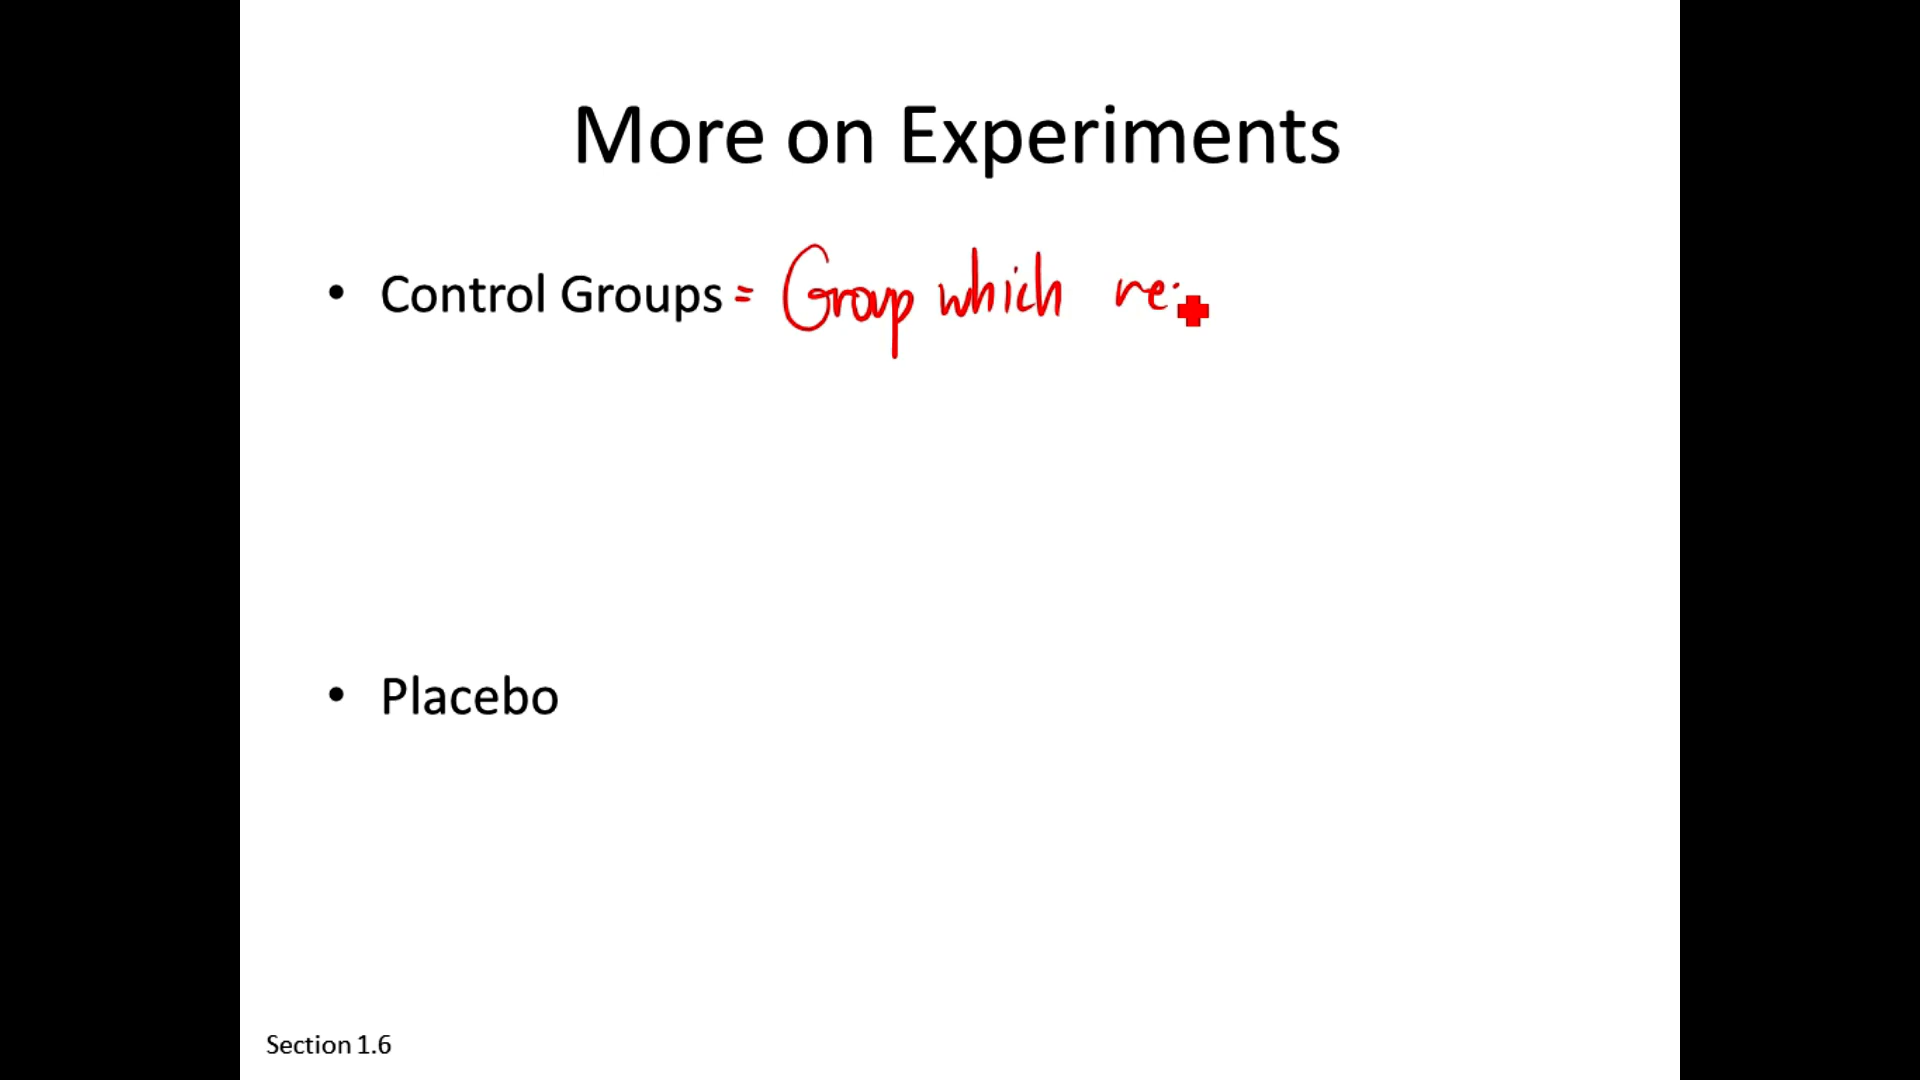 More on Experiments
• Control Groups = Group which re
• Placebo
Section 1.6